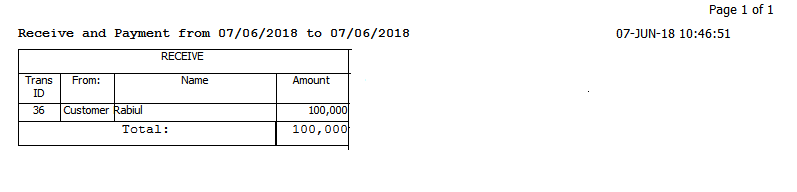 Page 1 of 1
Receive and Payment from 07/06/2018 to 07/06/2018 07-JUN-18 10:46:51
RECEIVE
Trans ID From: Name Amount
36 Customer Rabiul 100,000
Total: 100,000